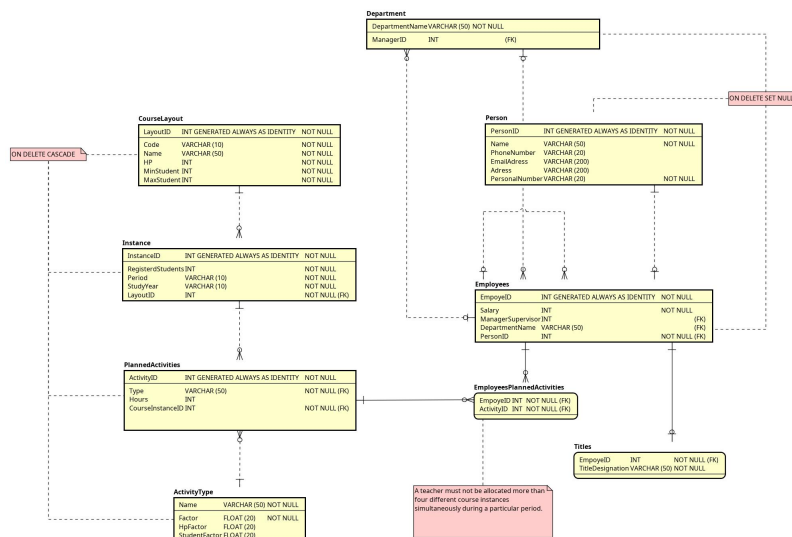 Department
DepartmentName VARCHAR (50) NOT NULL
ManagerID INT (FK)
ON DELETE SET NULL
CourseLayout
LayoutID INT GENERATED ALWAYS AS IDENTITY NOT NULL
Code VARCHAR (10) NOT NULL
Name VARCHAR (50) NOT NULL
HP INT NOT NULL
MinStudent INT NOT NULL
MaxStudent INT NOT NULL
ON DELETE CASCADE
Person
PersonID INT GENERATED ALWAYS AS IDENTITY NOT NULL
Name VARCHAR (50) NOT NULL
PhoneNumber VARCHAR (20)
EmailAdress VARCHAR (200)
Adress VARCHAR (200)
PersonalNumber VARCHAR (20) NOT NULL
Instance
InstanceID INT GENERATED ALWAYS AS IDENTITY NOT NULL
RegisterdStudents INT NOT NULL
Period VARCHAR (10) NOT NULL
StudyYear VARCHAR (10) NOT NULL
LayoutID INT NOT NULL (FK)
Employees
EmpoyeID INT GENERATED ALWAYS AS IDENTITY NOT NULL
Salary INT NOT NULL
ManagerSupervisor INT (FK)
DepartmentName VARCHAR (50) (FK)
PersonID INT NOT NULL (FK)
PlannedActivities
ActivityID INT GENERATED ALWAYS AS IDENTITY NOT NULL
Type VARCHAR (50) NOT NULL (FK)
Hours INT
CourseInstanceID INT NOT NULL (FK)
EmployeesPlannedActivities
EmpoyeID INT NOT NULL (FK)
ActivityID INT NOT NULL (FK)
Titles
EmpoyeID INT NOT NULL (FK)
TitleDesignation VARCHAR (50) NOT NULL
ActivityType
Name VARCHAR (50) NOT NULL
Factor FLOAT (20) NOT NULL
HpFactor FLOAT (20)
StudentFactor FLOAT (20)
A teacher must not be allocated more than
four different course instances
simultaneously during a particular period.